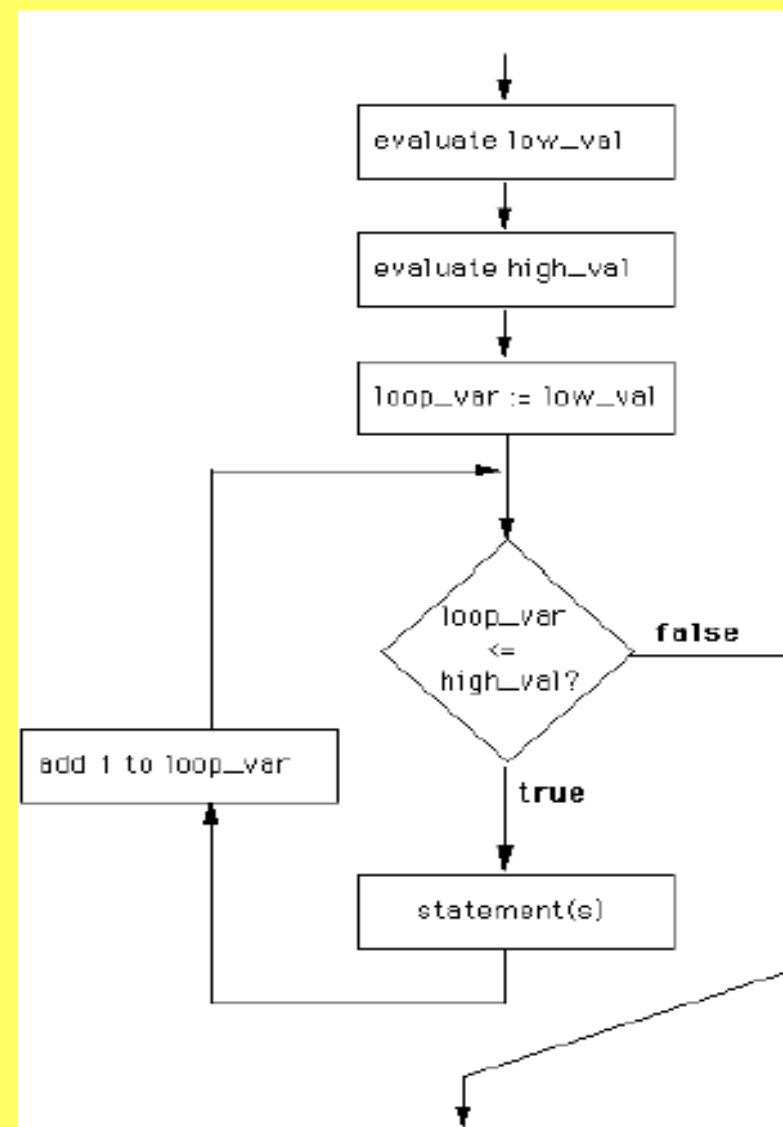 evaluate low_val
evaluate high_val
loop_var := low_val
loop_var
<=
high_val?
false
add 1 to loop_var
true
statement(s)